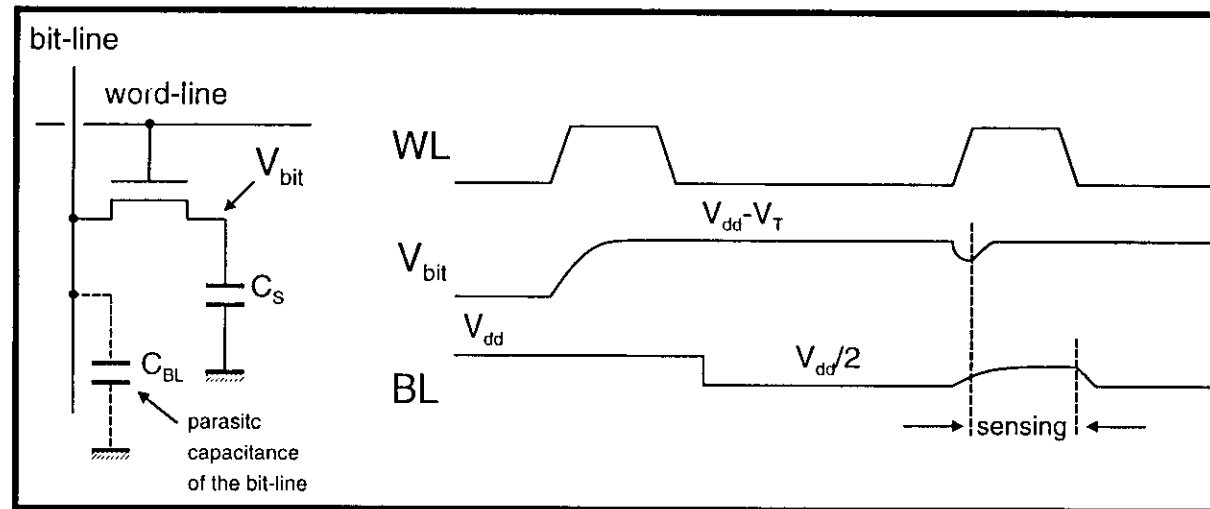 bit-line
word-line
V_bit
C_S
C_BL
parasitc
capacitance
of the bit-line
WL
V_dd-V_T
V_bit
V_dd
BL
V_dd/2
sensing